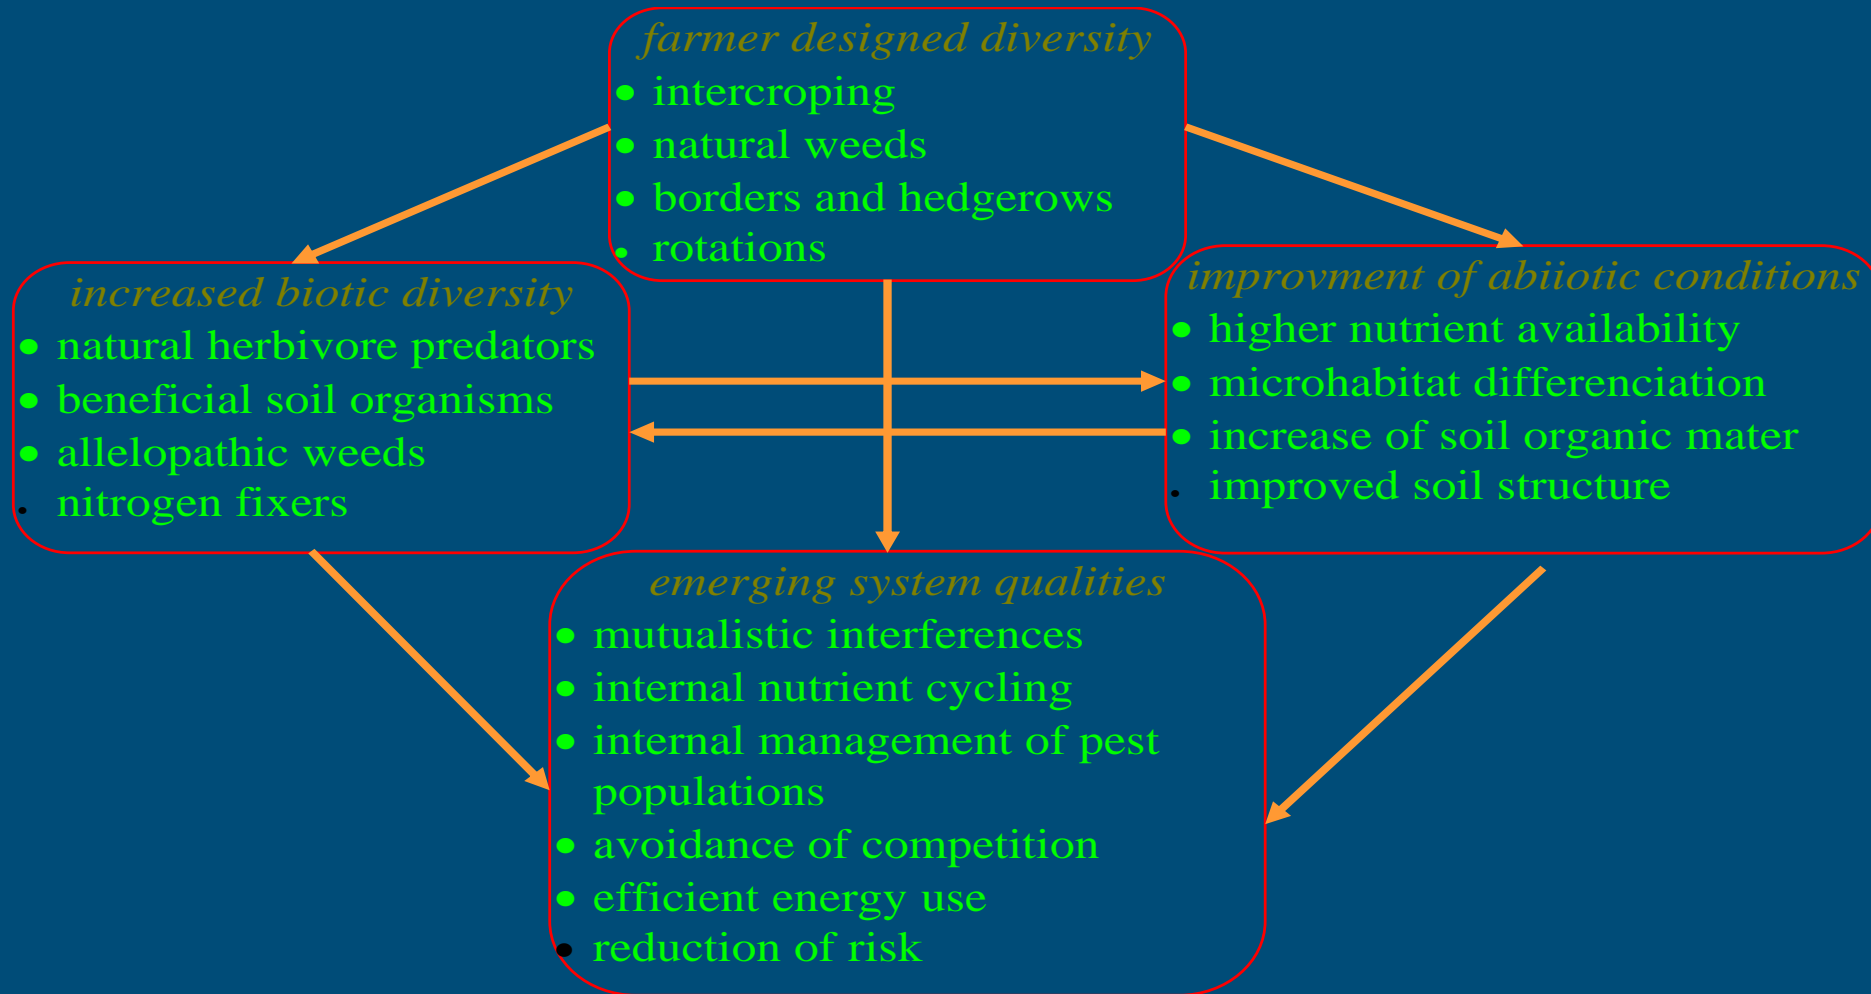 farmer designed diversity
• intercroping
• natural weeds
• borders and hedgerows
• rotations
increased biotic diversity
• natural herbivore predators
• beneficial soil organisms
• allelopathic weeds
• nitrogen fixers
improvment of abiiotic conditions
• higher nutrient availability
• microhabitat differenciation
• increase of soil organic mater
• improved soil structure
emerging system qualities
• mutualistic interferences
• internal nutrient cycling
• internal management of pest
populations
• avoidance of competition
• efficient energy use
• reduction of risk